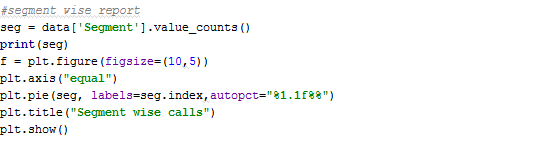 #segment wise report
seg = data['Segment'].value_counts()
print(seg)
f = plt.figure(figsize=(10,5))
plt.axis("equal")
plt.pie(seg, labels=seg.index,autopct="%1.1f%%")
plt.title("Segment wise calls")
plt.show()